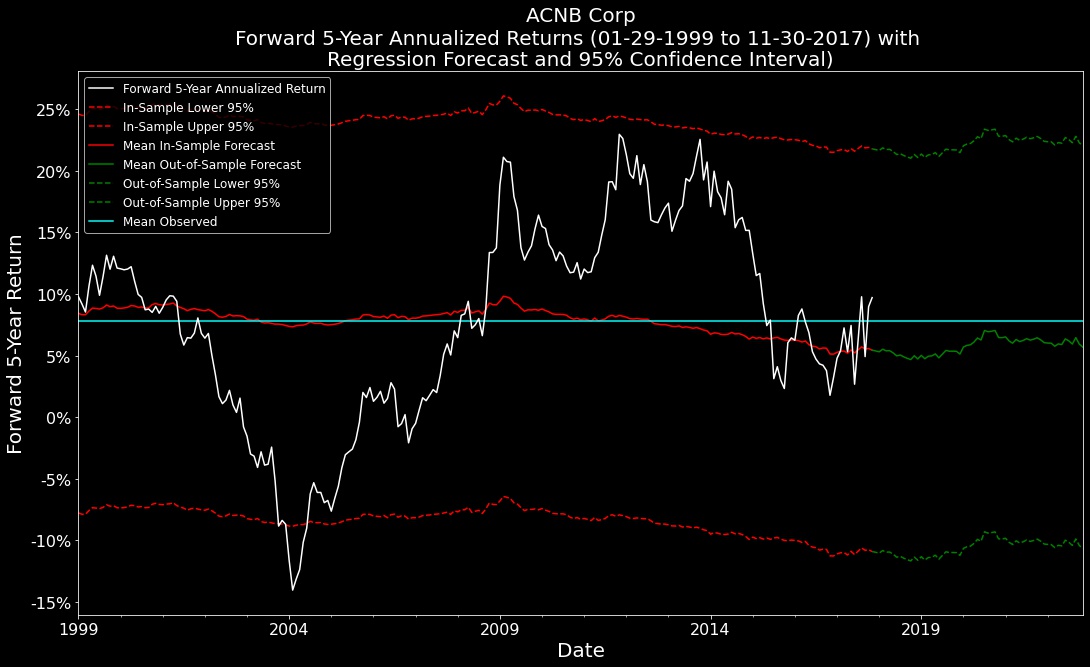 ACNB Corp
Forward 5-Year Annualized Returns (01-29-1999 to 11-30-2017) with
Regression Forecast and 95% Confidence Interval)
Forward 5-Year Annualized Return
In-Sample Lower 95%
In-Sample Upper 95%
Mean In-Sample Forecast
Mean Out-of-Sample Forecast
Out-of-Sample Lower 95%
Out-of-Sample Upper 95%
Mean Observed
Forward 5-Year Return
25%
20%
15%
10%
5%
0%
-5%
-10%
-15%
1999
2004
2009
2014
2019
Date